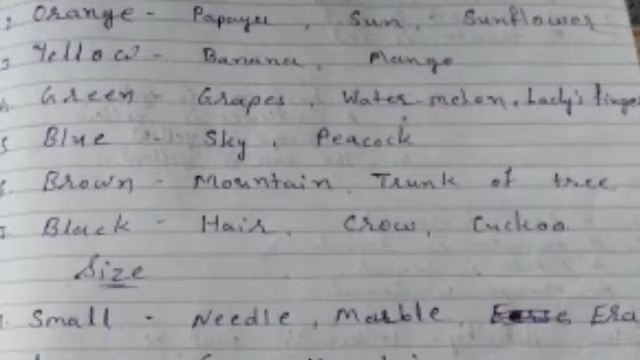 Orange - Papaya, Sun, Sunflower
Yellow - Banana, Mango
Green - Grapes, Water-melon, Lady's finge
Blue - Sky, Peacock
Brown - Mountain, Trunk of tree
Black - Hair, Crow, Cuckoo
Size
Small - Needle, Marble, Era